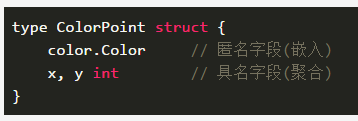 type ColorPoint struct {
    color.Color     // 匿名字段(嵌入)
    x, y int        // 具名字段(聚合)
}